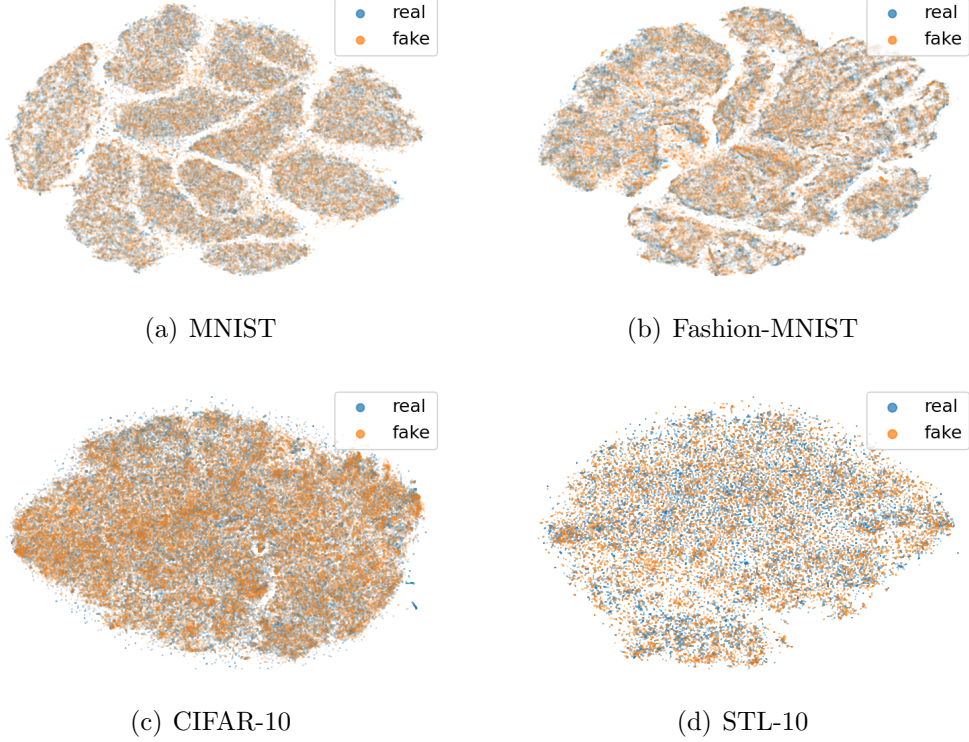 real
fake
real
fake
(a) MNIST
(b) Fashion-MNIST
real
fake
real
fake
(c) CIFAR-10
(d) STL-10